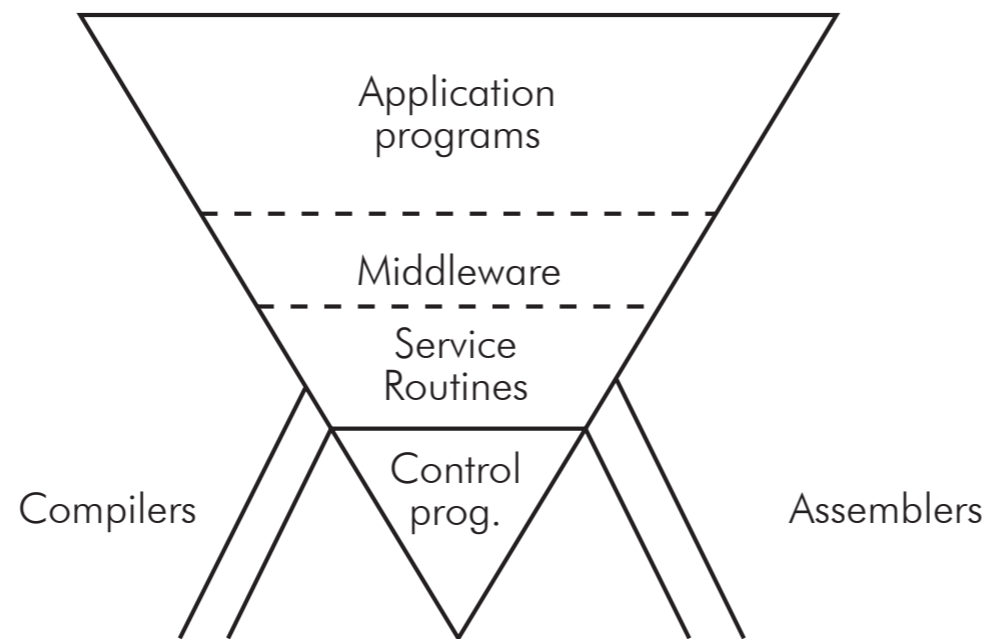 Application
programs
Middleware
Service
Routines
Control
prog.
Compilers
Assemblers